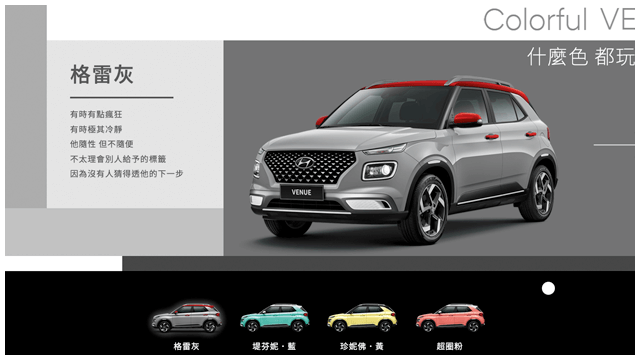 Colorful VE
什麼色 都玩
格雷灰
有時有點瘋狂
有時極其冷靜
他隨性 但不隨便
不太理會別人給予的標籤
因為沒有人猜得透他的下一步
VENUE
格雷灰
堤芬妮·藍
珍妮佛·黃
超圈粉